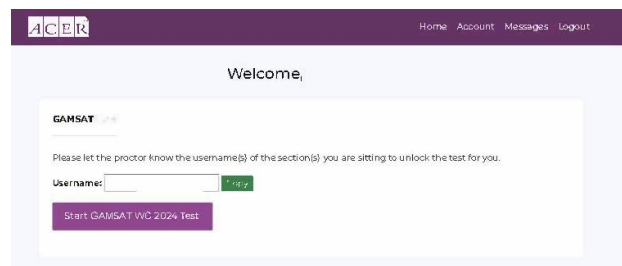 ACER
Home Account Messages Logout
Welcome,
GAMSAT
Please let the proctor know the username(s) of the section(s) you are sitting to unlock the test for you.
Username:
Start GAMSAT WC 2024 Test